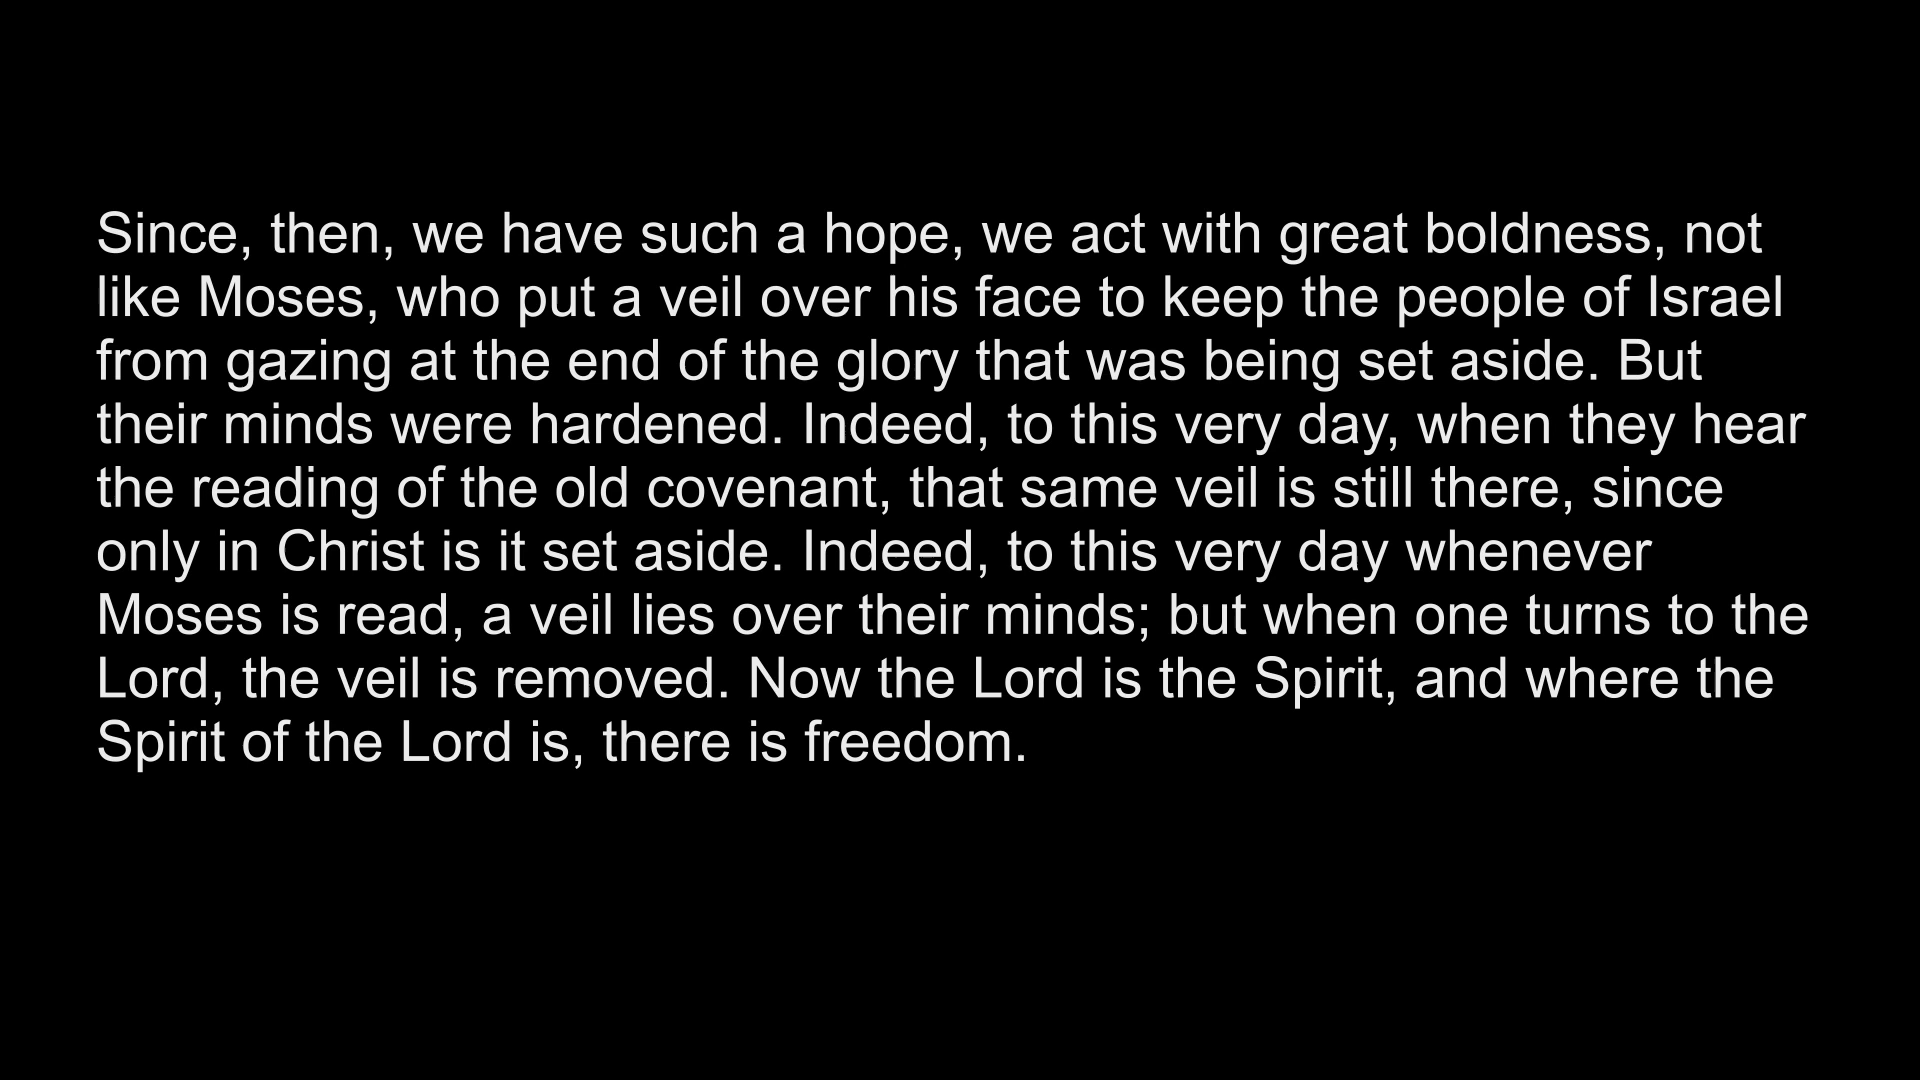 Since, then, we have such a hope, we act with great boldness, not
like Moses, who put a veil over his face to keep the people of Israel
from gazing at the end of the glory that was being set aside. But
their minds were hardened. Indeed, to this very day, when they hear
the reading of the old covenant, that same veil is still there, since
only in Christ is it set aside. Indeed, to this very day whenever
Moses is read, a veil lies over their minds; but when one turns to the
Lord, the veil is removed. Now the Lord is the Spirit, and where the
Spirit of the Lord is, there is freedom.